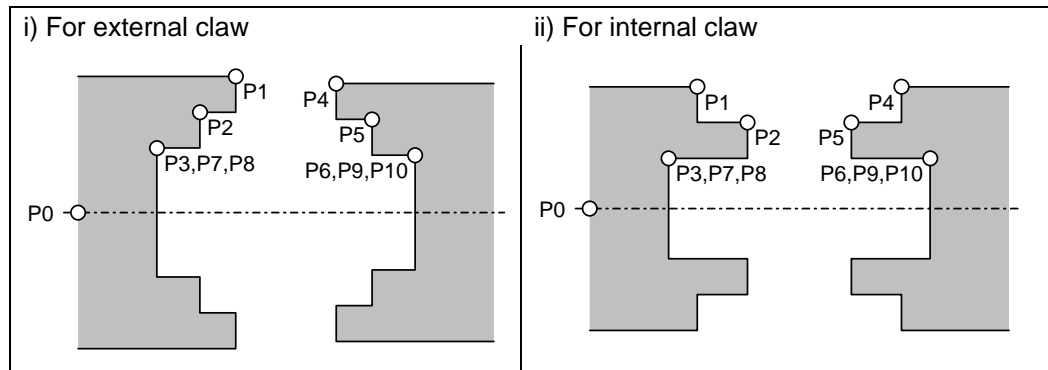 i) For external claw
P1
P4
P2
P5
P3,P7,P8
P6,P9,P10
P0
ii) For internal claw
P1
P4
P2
P5
P3,P7,P8
P6,P9,P10
P0